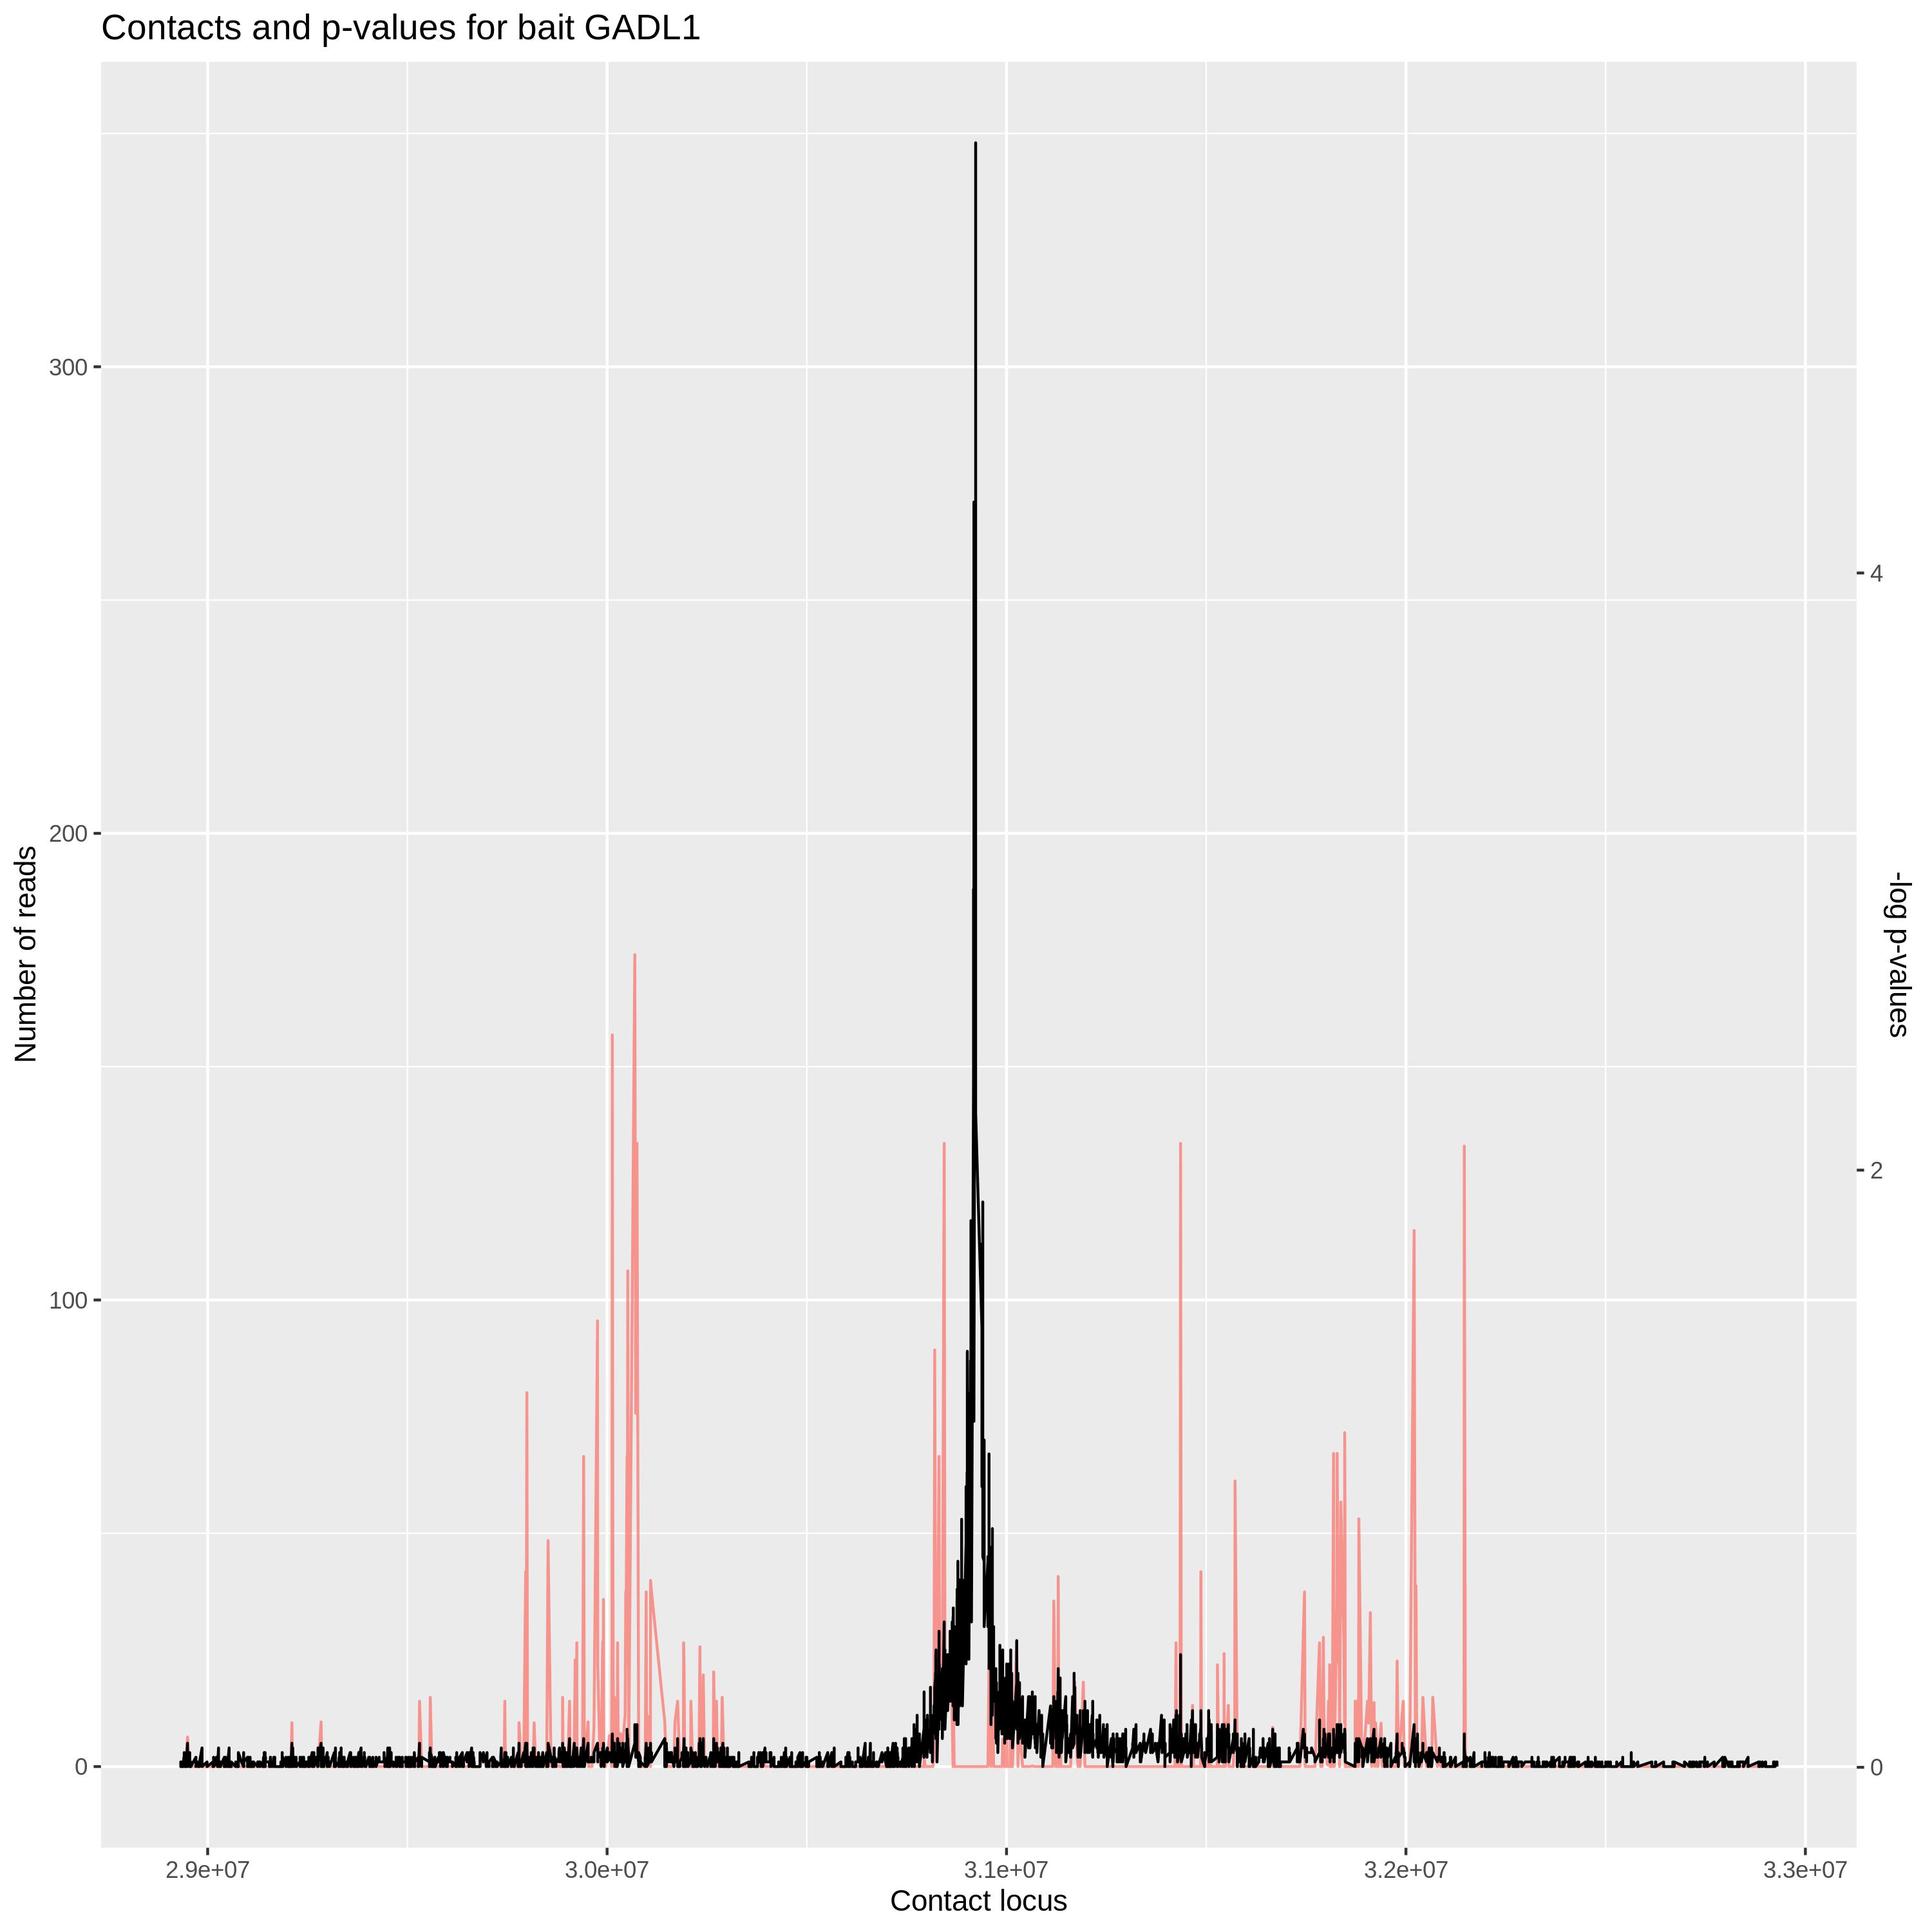 Contacts and p-values for bait GADL1
300
200
100
0
Number of reads
4
2
0
-log p-values
2.9e+07 3.0e+07 3.1e+07 3.2e+07 3.3e+07
Contact locus